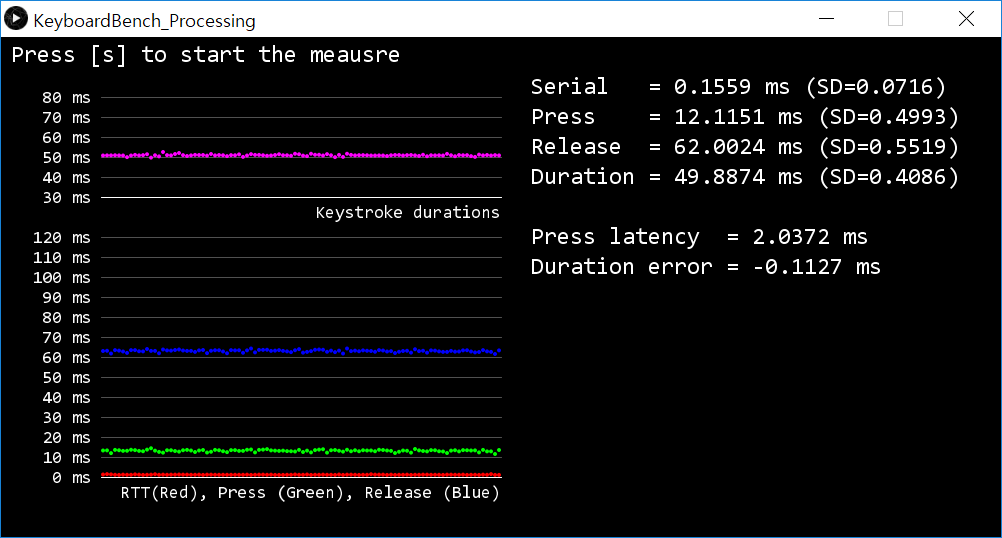 KeyboardBench_Processing
Press [s] to start the meausre
80 ms
70 ms
60 ms
50 ms
40 ms
30 ms
Keystroke durations
120 ms
110 ms
100 ms
90 ms
80 ms
70 ms
60 ms
50 ms
40 ms
30 ms
20 ms
10 ms
0 ms
RTT(Red), Press (Green), Release (Blue)
Serial = 0.1559 ms (SD=0.0716)
Press = 12.1151 ms (SD=0.4993)
Release = 62.0024 ms (SD=0.5519)
Duration = 49.8874 ms (SD=0.4086)
Press latency = 2.0372 ms
Duration error = -0.1127 ms